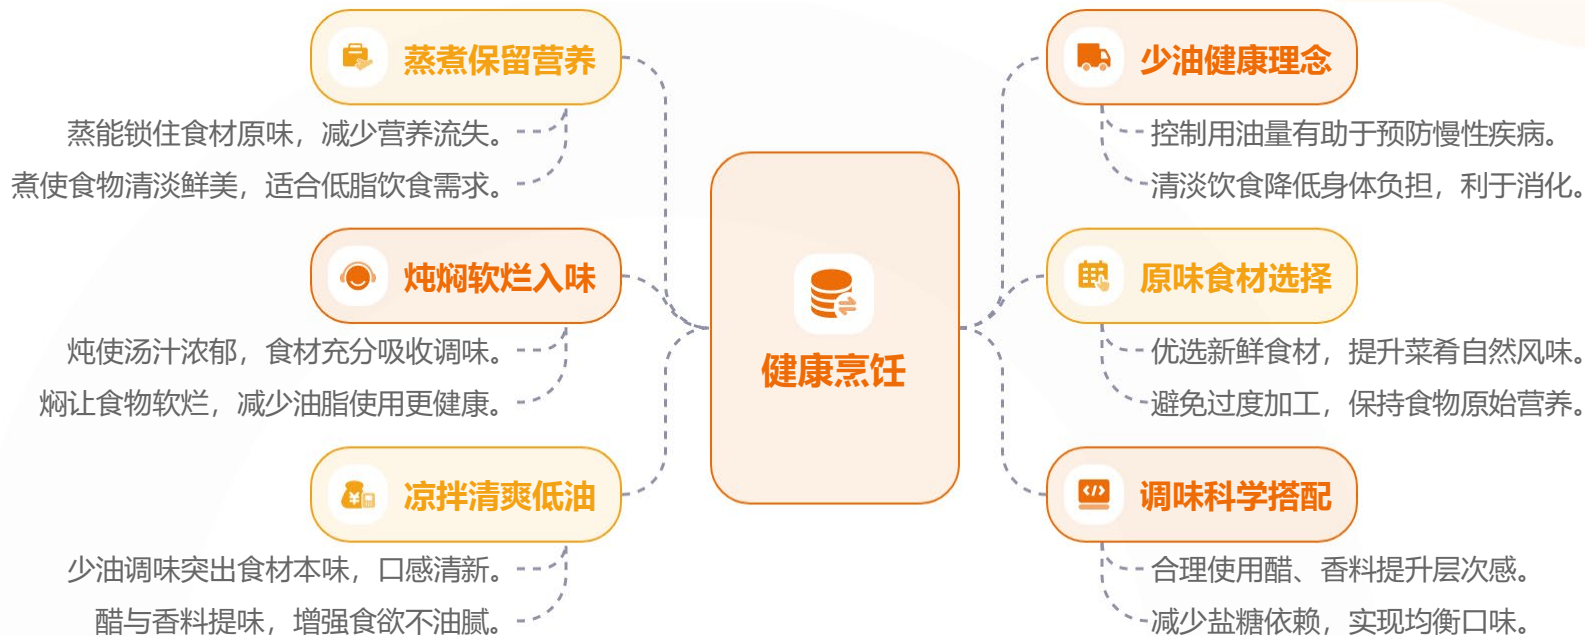 蒸煮保留营养
蒸能锁住食材原味，减少营养流失。
煮使食物清淡鲜美，适合低脂饮食需求。
炖焖软烂入味
炖使汤汁浓郁，食材充分吸收调味。
焖让食物软烂，减少油脂使用更健康。
凉拌清爽低油
少油调味突出食材本味，口感清新。
醋与香料提味，增强食欲不油腻。
健康烹饪
少油健康理念
控制用油量有助于预防慢性疾病。
清淡饮食降低身体负担，利于消化。
原味食材选择
优选新鲜食材，提升菜肴自然风味。
避免过度加工，保持食物原始营养。
调味科学搭配
合理使用醋、香料提升层次感。
减少盐糖依赖，实现均衡口味。